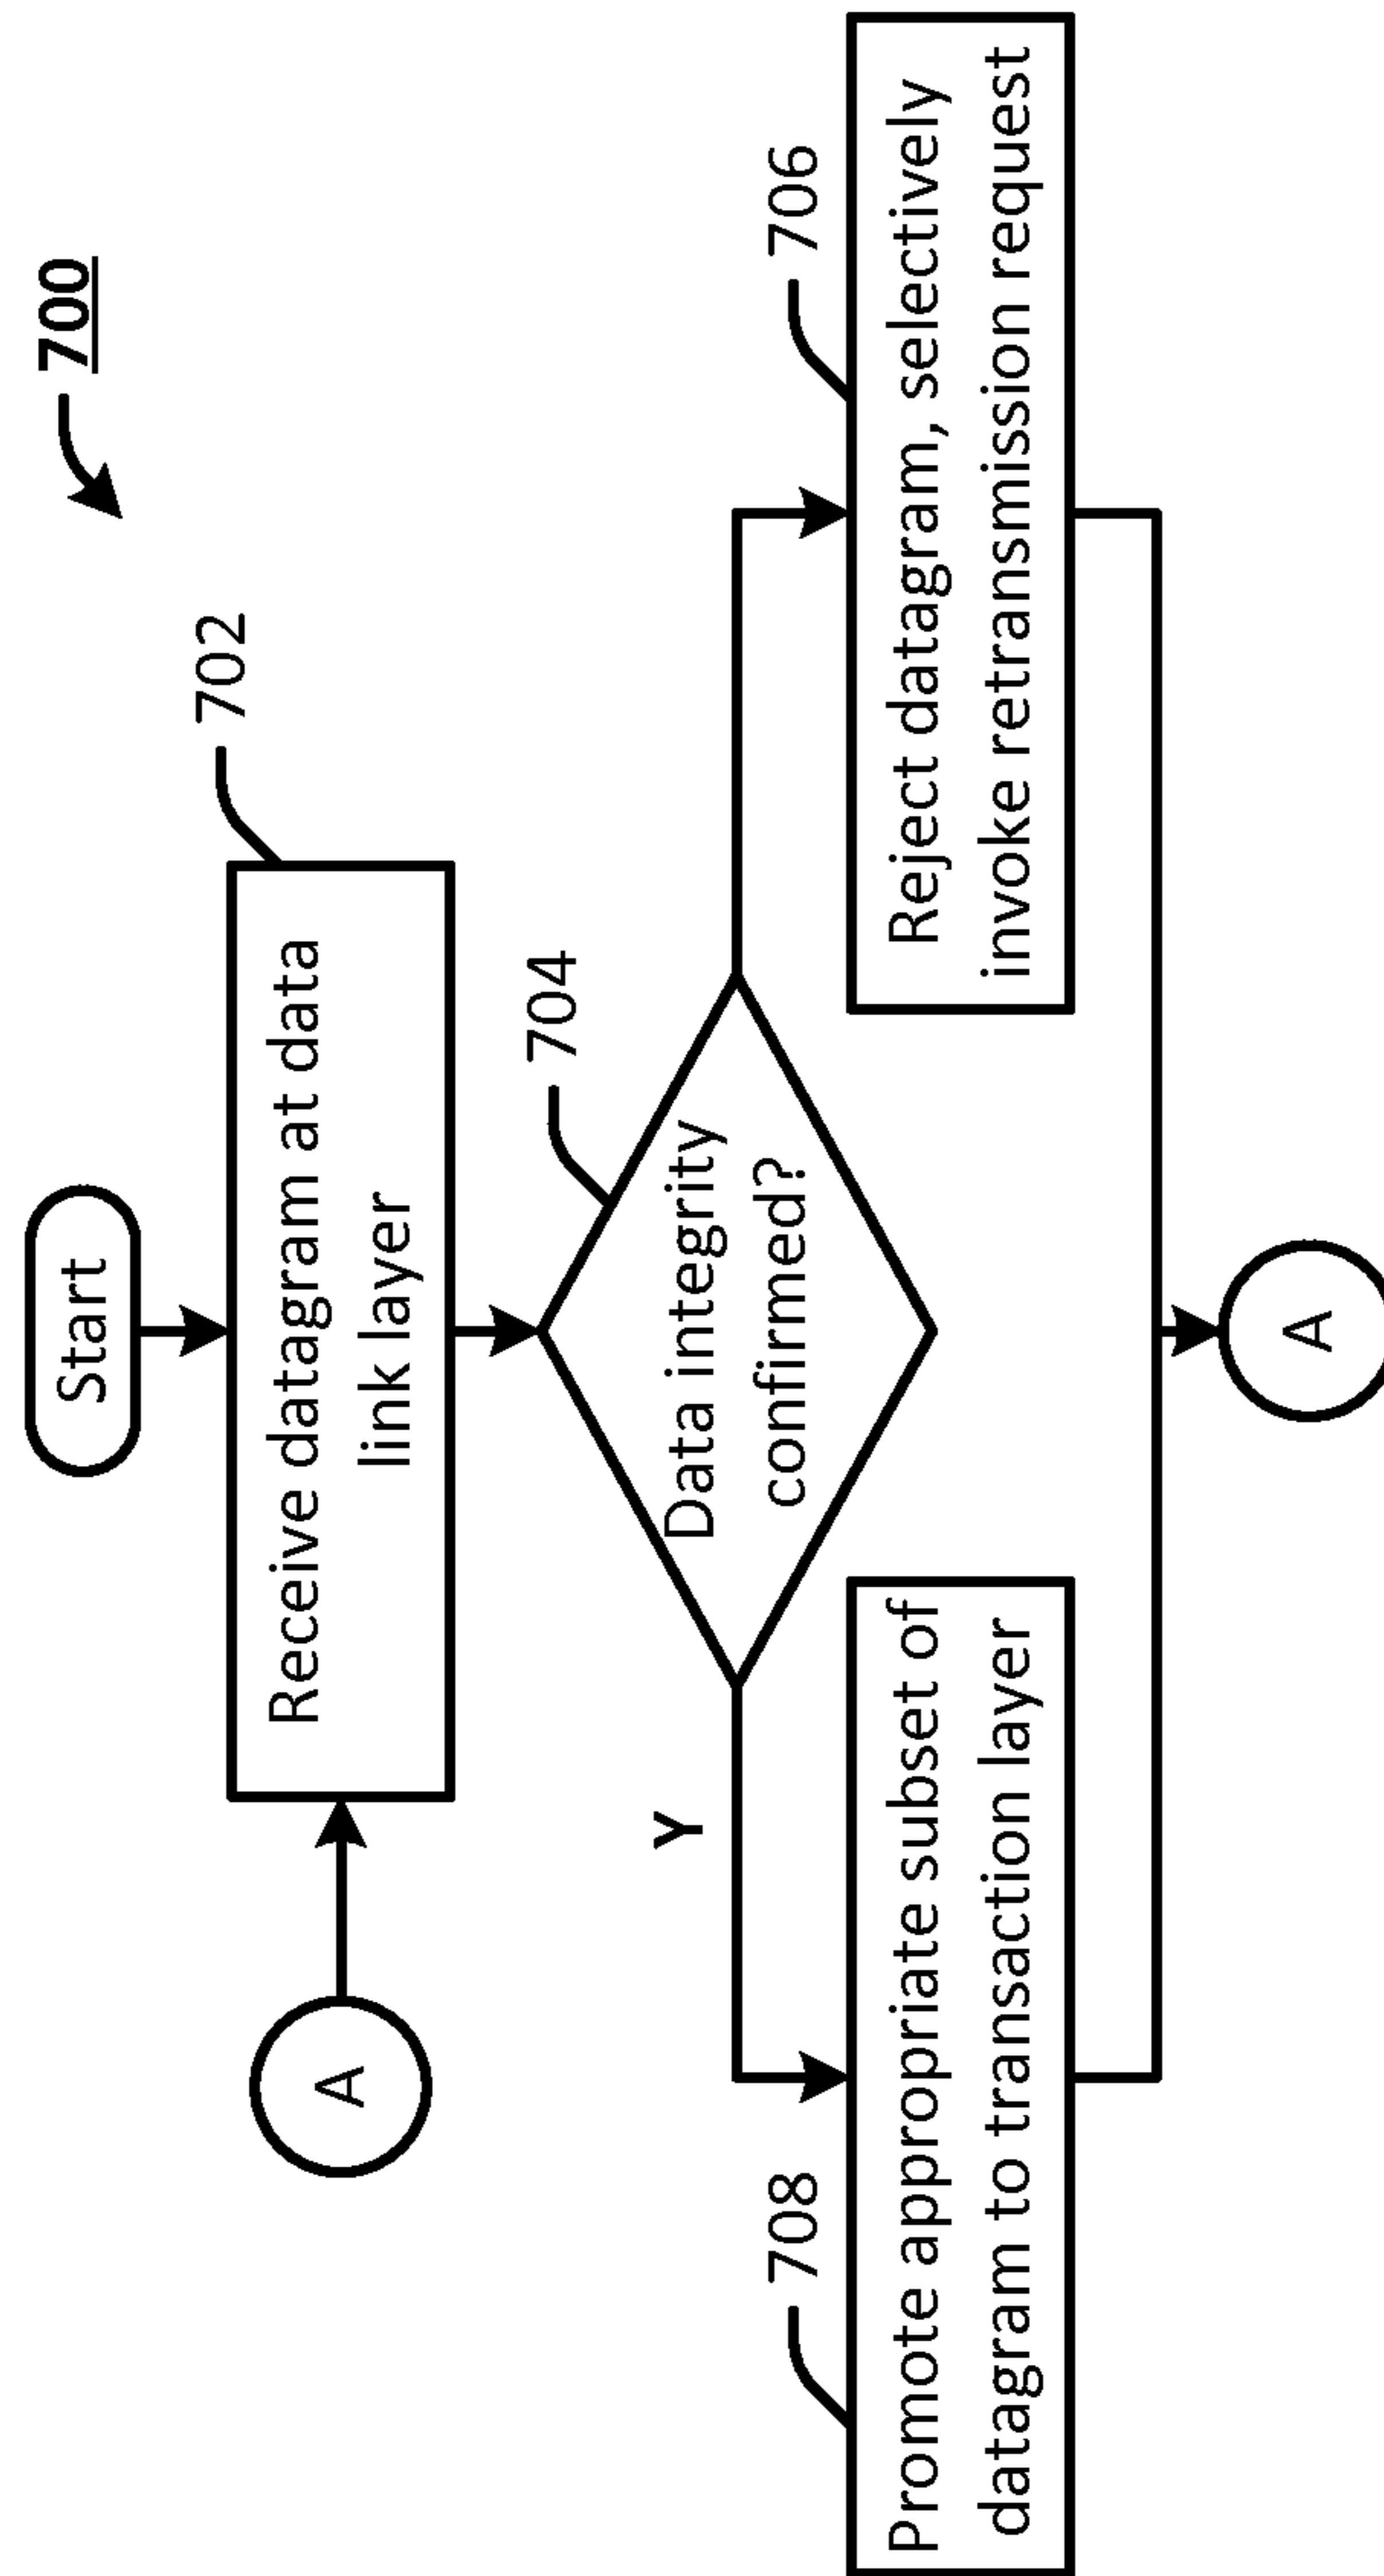 700
Start
702
A
Receive datagram at data
link layer
704
Data integrity
confirmed?
Y
708
706
Promote appropriate subset of
datagram to transaction layer
Reject datagram, selectively
invoke retransmission request
A